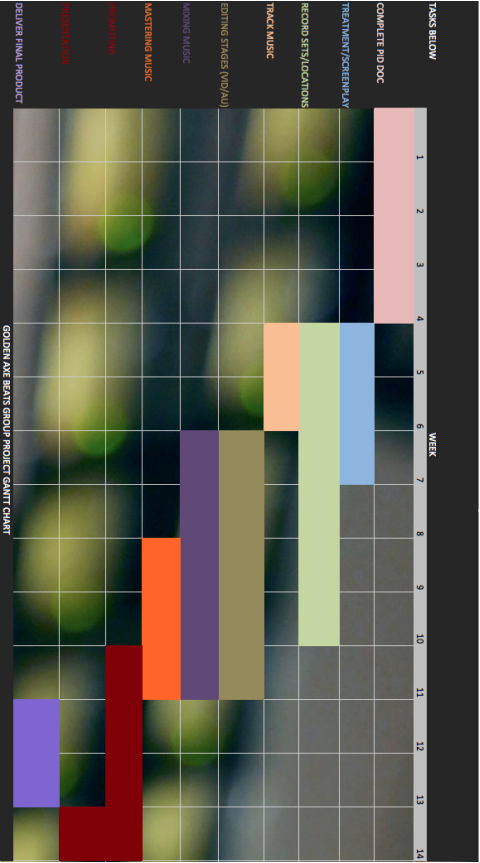 TASKS BELOW WEEK
1 2 3 4 5 6 7 8 9 10 11 12 13 14
COMPLETE PID DOC
TREATMENT/SCREENPLAY
RECORD SETS/LOCATIONS
TRACK MUSIC
EDITING STAGES (VID/AU)
MIXING MUSIC
MASTERING MUSIC
DELIVER FINAL PRODUCT
GOLDEN AXE BEATS GROUP PROJECT GANTT CHART